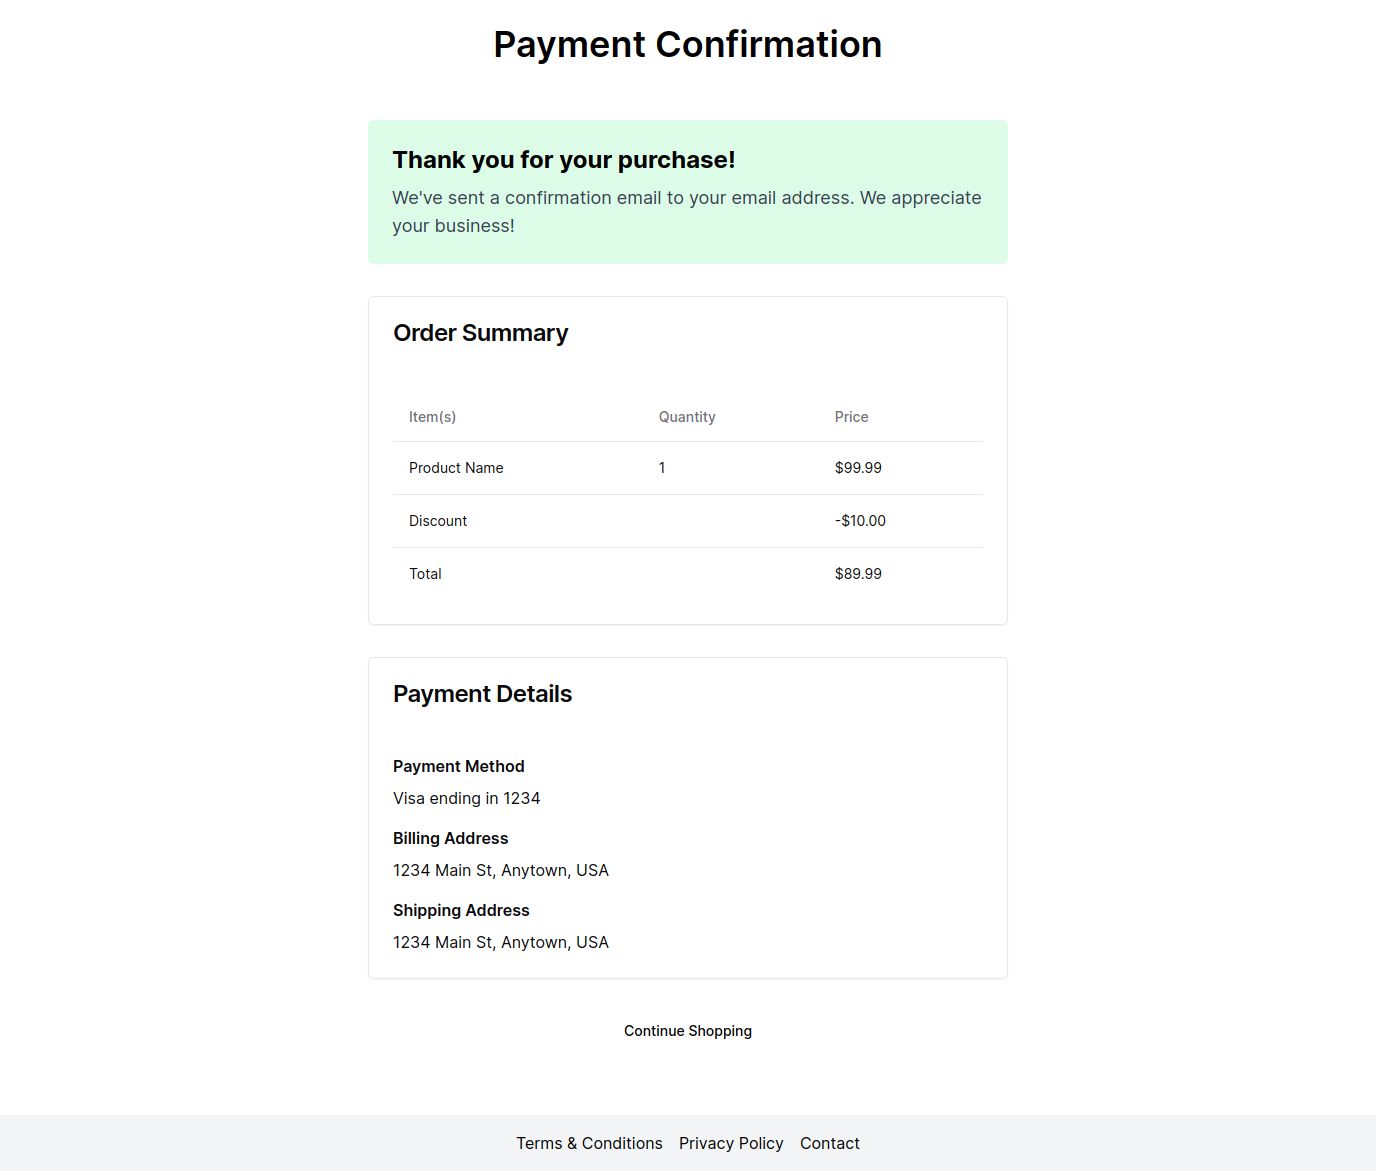 Payment Confirmation
Thank you for your purchase!
We've sent a confirmation email to your email address. We appreciate
your business!
Order Summary
Item(s) Quantity Price
Product Name 1 $99.99
Discount -$10.00
Total $89.99
Payment Details
Payment Method
Visa ending in 1234
Billing Address
1234 Main St, Anytown, USA
Shipping Address
1234 Main St, Anytown, USA
Continue Shopping
Terms & Conditions Privacy Policy Contact